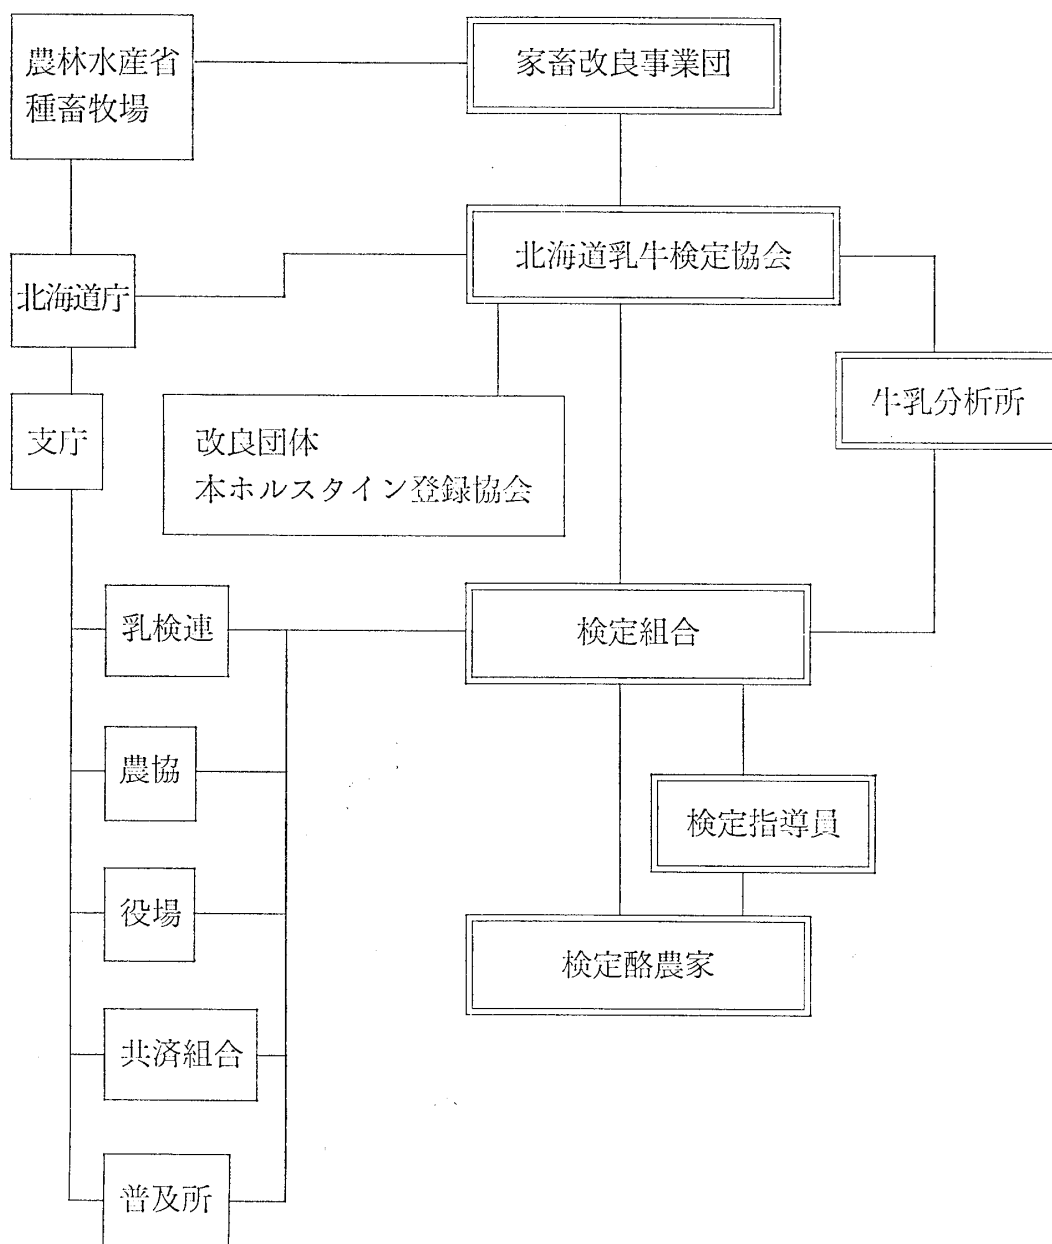 農林水産省
種畜牧場
家畜改良事業団
北海道乳牛検定協会
北海道庁
牛乳分析所
支庁
改良団体
本ホルスタイン登録協会
乳検連
検定組合
農協
検定指導員
役場
検定酪農家
共済組合
普及所